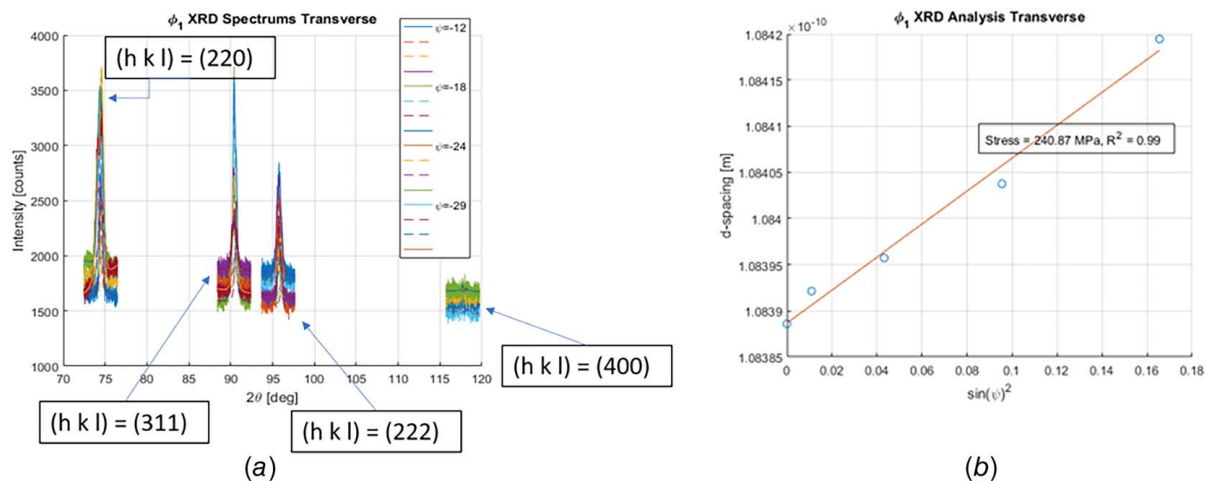 ϕ₁ XRD Spectrums Transverse
4000
3500
3000
2500
2000
1500
1000
Intensity [counts]
70 75 80 85 90 95 100 105 110 115 120
2θ [deg]
(h k l) = (220)
(h k l) = (311)
(h k l) = (222)
(h k l) = (400)
ψ=-12
ψ=-18
ψ=-24
ψ=-29
(a)
ϕ₁ XRD Analysis Transverse
×10⁻¹⁰
1.0842
1.08415
1.0841
1.08405
1.084
1.08395
1.0839
1.08385
d-spacing [m]
Stress = 240.87 MPa, R² = 0.99
0 0.02 0.04 0.06 0.08 0.1 0.12 0.14 0.16 0.18
sin(ψ)²
(b)